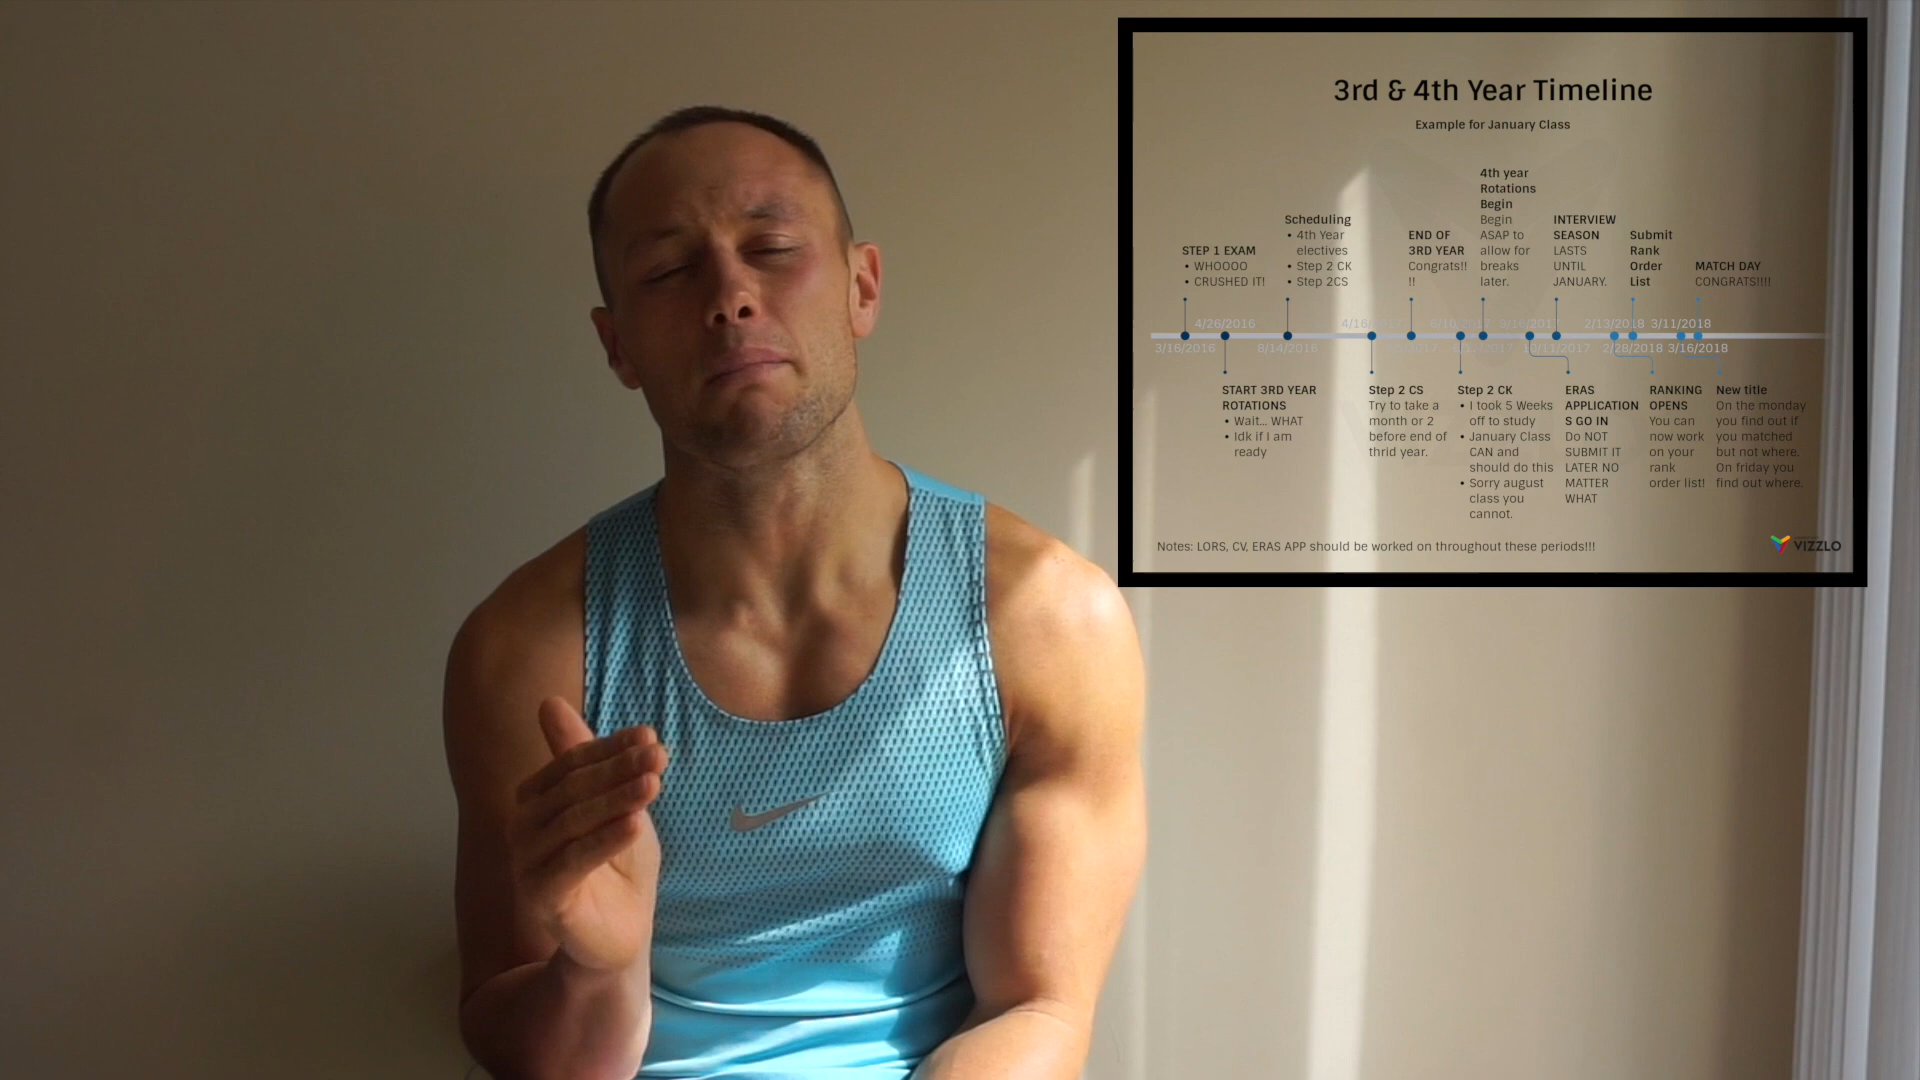 3rd & 4th Year Timeline
Example for January Class
STEP 1 EXAM
• WHOOOO
• CRUSHED IT!
Scheduling
• 4th Year
electives
• Step 2 CK
• Step 2CS
END OF
3RD YEAR
Congrats!!
!!
4th year
Rotations
Begin
Begin
ASAP to
allow for
breaks
later.
INTERVIEW
SEASON
LASTS
UNTIL
JANUARY.
Submit
Rank
Order
List
MATCH DAY
CONGRATS!!!!
4/26/2016
2/13/2018 3/11/2018
3/16/2016
8/14/2016
10/11/2017
2/28/2018 3/16/2018
START 3RD YEAR
ROTATIONS
• Wait... WHAT
• Idk if I am
ready
Step 2 CS
Try to take a
month or 2
before end of
thrid year.
Step 2 CK
• I took 5 Weeks
off to study
• January Class
CAN and
should do this
• Sorry august
class you
cannot.
ERAS
APPLICATION
S GO IN
Do NOT
SUBMIT IT
LATER NO
MATTER
WHAT
RANKING
OPENS
You can
now work
on your
rank
order list!
New title
On the monday
you find out if
you matched
but not where.
On friday you
find out where.
Notes: LORS, CV, ERAS APP should be worked on throughout these periods!!!
VIZZLO